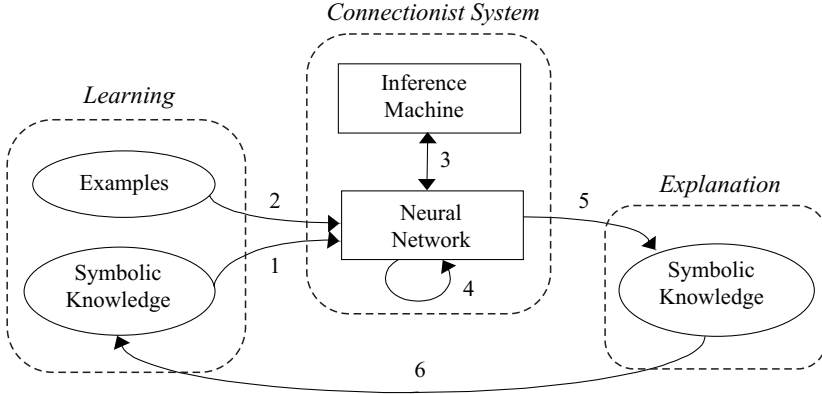 Connectionist System
Inference
Machine
Learning
3
Examples
2
5
Explanation
Neural
Network
1
Symbolic
Knowledge
4
Symbolic
Knowledge
6